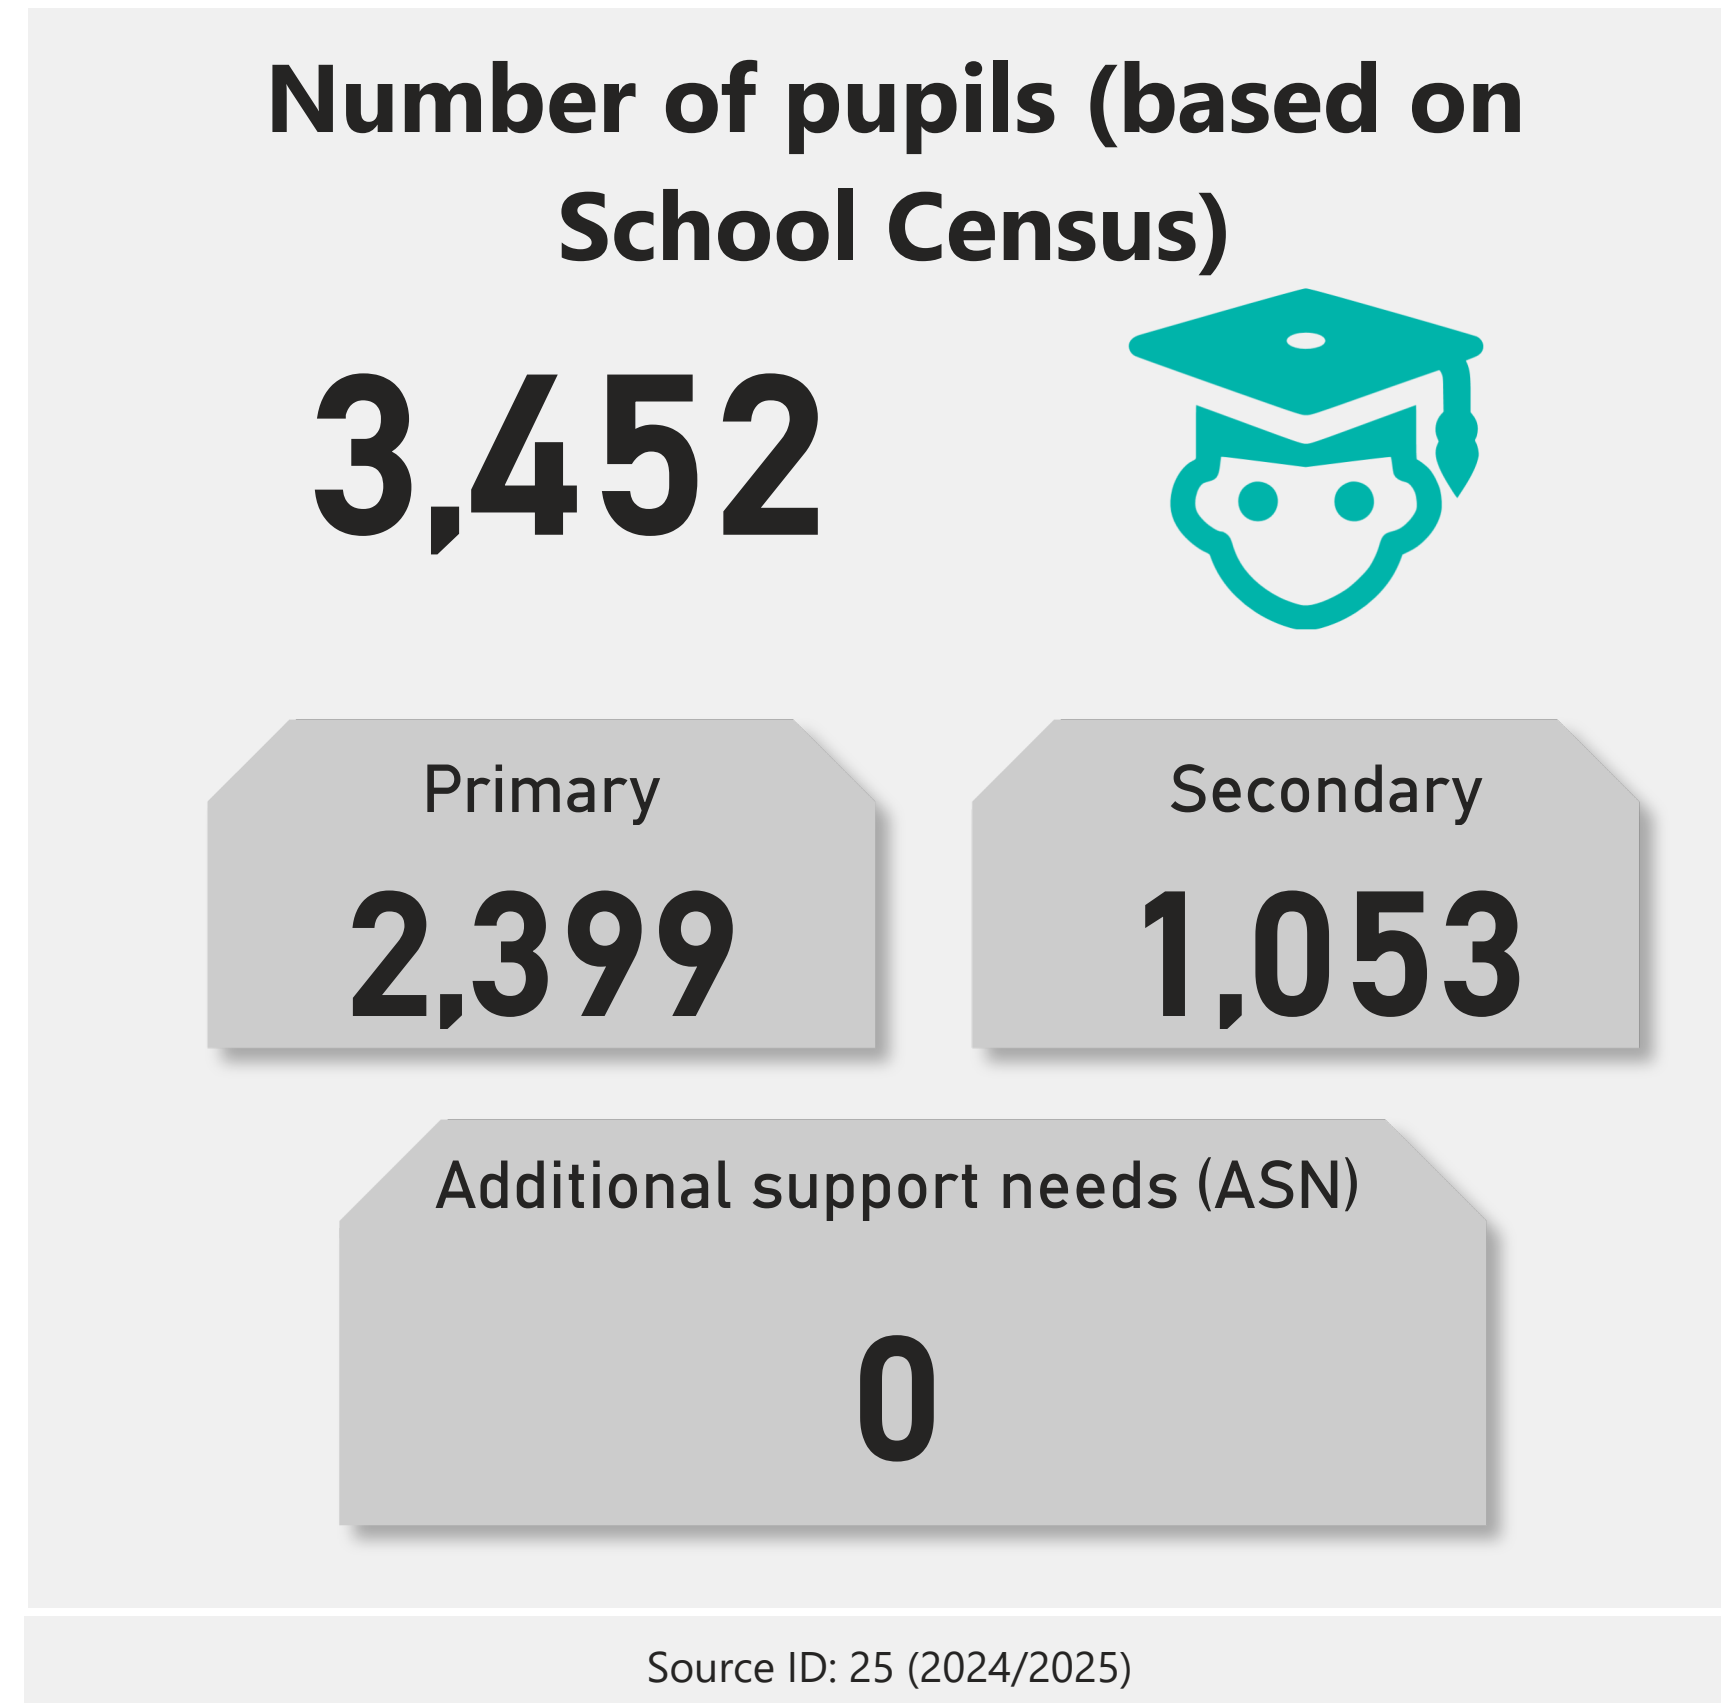 Number of pupils (based on
School Census)
3,452
Primary
2,399
Secondary
1,053
Additional support needs (ASN)
0
Source ID: 25 (2024/2025)